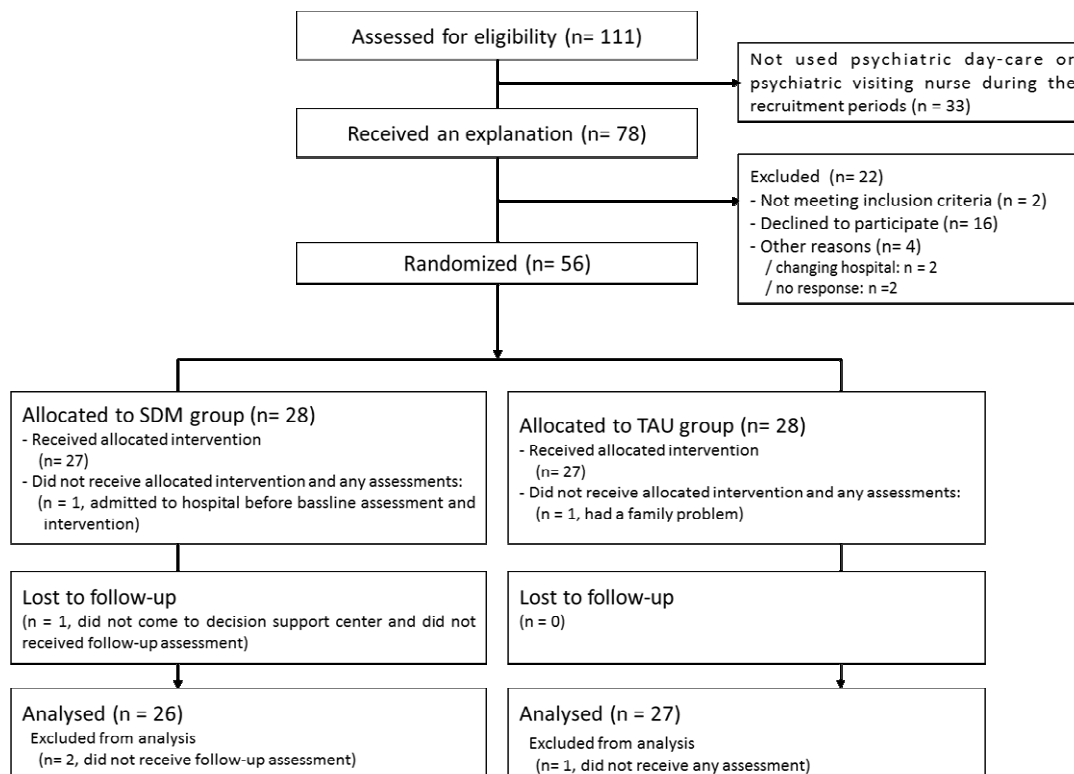 Assessed for eligibility (n= 111)
Not used psychiatric day-care or
psychiatric visiting nurse during the
recruitment periods (n = 33)
Received an explanation (n= 78)
Excluded (n= 22)
- Not meeting inclusion criteria (n = 2)
- Declined to participate (n= 16)
- Other reasons (n= 4)
/ changing hospital: n = 2
/ no response: n =2
Randomized (n= 56)
Allocated to SDM group (n= 28)
- Received allocated intervention
(n= 27)
- Did not receive allocated intervention and any assessments:
(n = 1, admitted to hospital before bassline assessment and
intervention)
Allocated to TAU group (n= 28)
- Received allocated intervention
(n= 27)
- Did not receive allocated intervention and any assessments:
(n = 1, had a family problem)
Lost to follow-up
(n = 1, did not come to decision support center and did not
received follow-up assessment)
Lost to follow-up
(n = 0)
Analysed (n = 26)
Excluded from analysis
(n= 2, did not receive follow-up assessment)
Analysed (n = 27)
Excluded from analysis
(n= 1, did not receive any assessment)